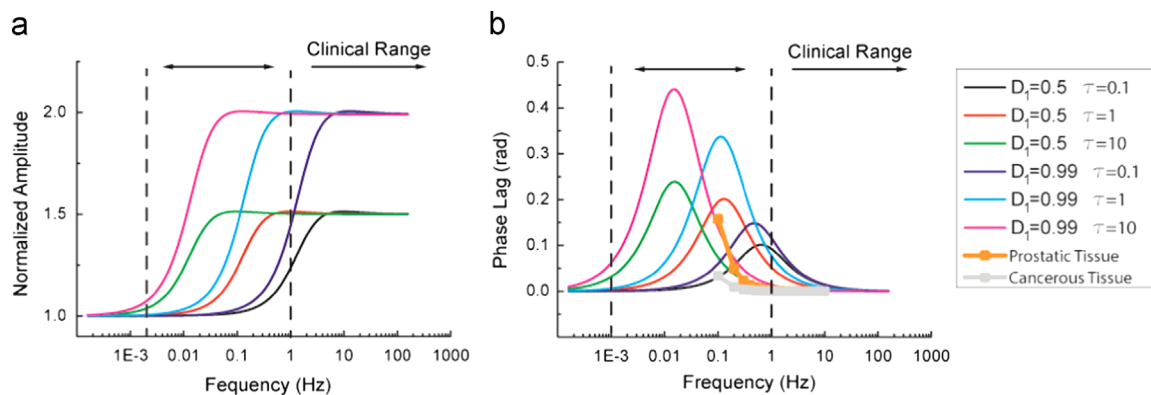 a
Clinical Range
Normalized Amplitude
2.0
1.5
1.0
1E-3 0.01 0.1 1 10 100 1000
Fequency (Hz)
b
Clinical Range
Phase Lag (rad)
0.5
0.4
0.3
0.2
0.1
0.0
1E-3 0.01 0.1 1 10 100 1000
Frequency (Hz)
D₁=0.5 τ=0.1
D₁=0.5 τ=1
D₁=0.5 τ=10
D₁=0.99 τ=0.1
D₁=0.99 τ=1
D₁=0.99 τ=10
Prostatic Tissue
Cancerous Tissue